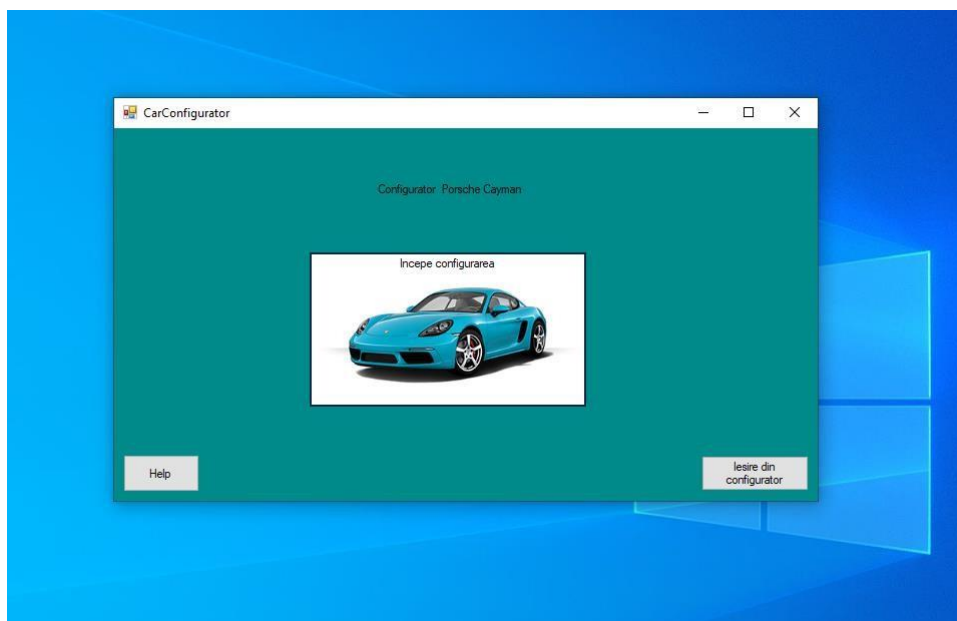 CarConfigurator
Configurator Porsche Cayman
Incepe configurarea
Help
Iesire din
configurator